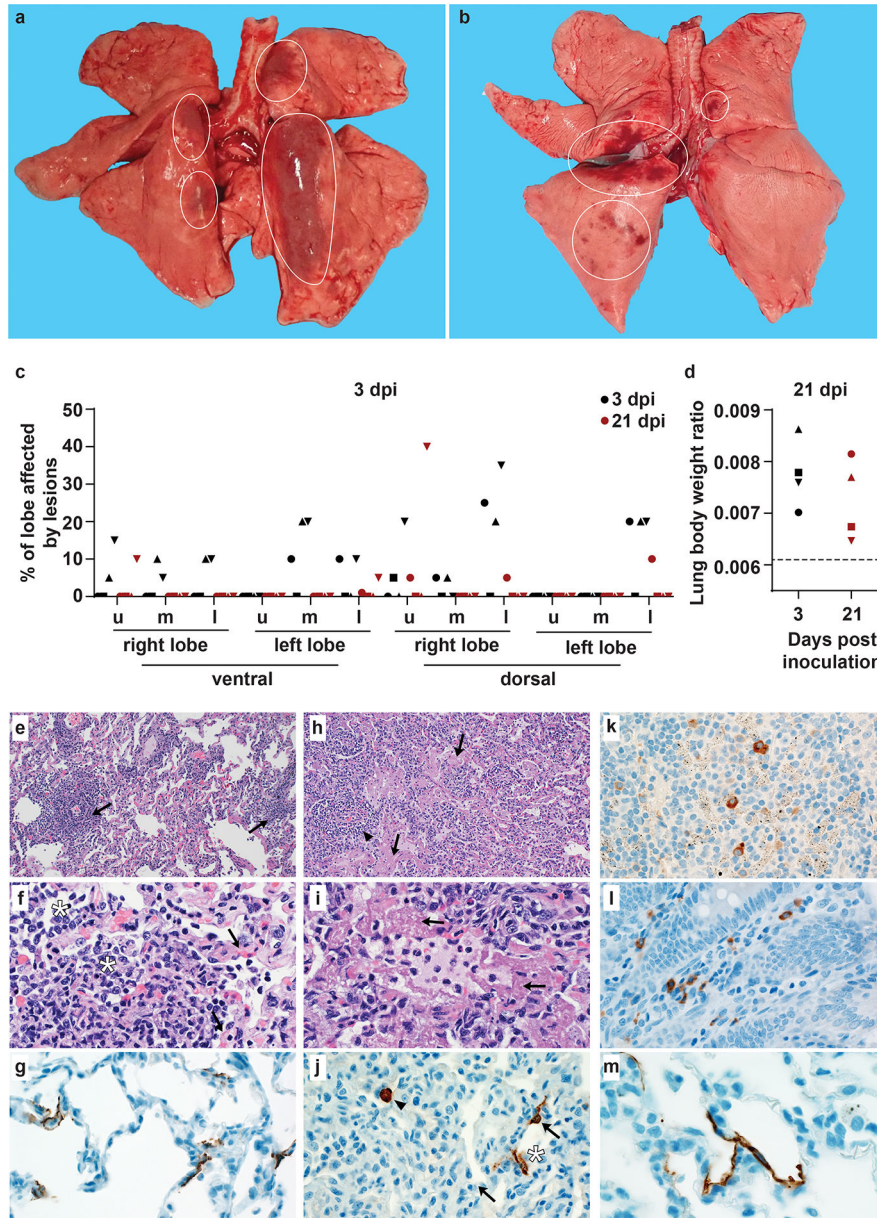 a
b
c
3 dpi
% of lobe affected
by lesions
50
40
30
20
10
0
3 dpi
21 dpi
u m l u m l u m l u m l
right lobe left lobe right lobe left lobe
ventral dorsal
d
21 dpi
Lung body weight ratio
0.009
0.008
0.007
0.006
3 21
Days post
inoculation
e
h
k
f
*
*
i
l
g
j
*
m